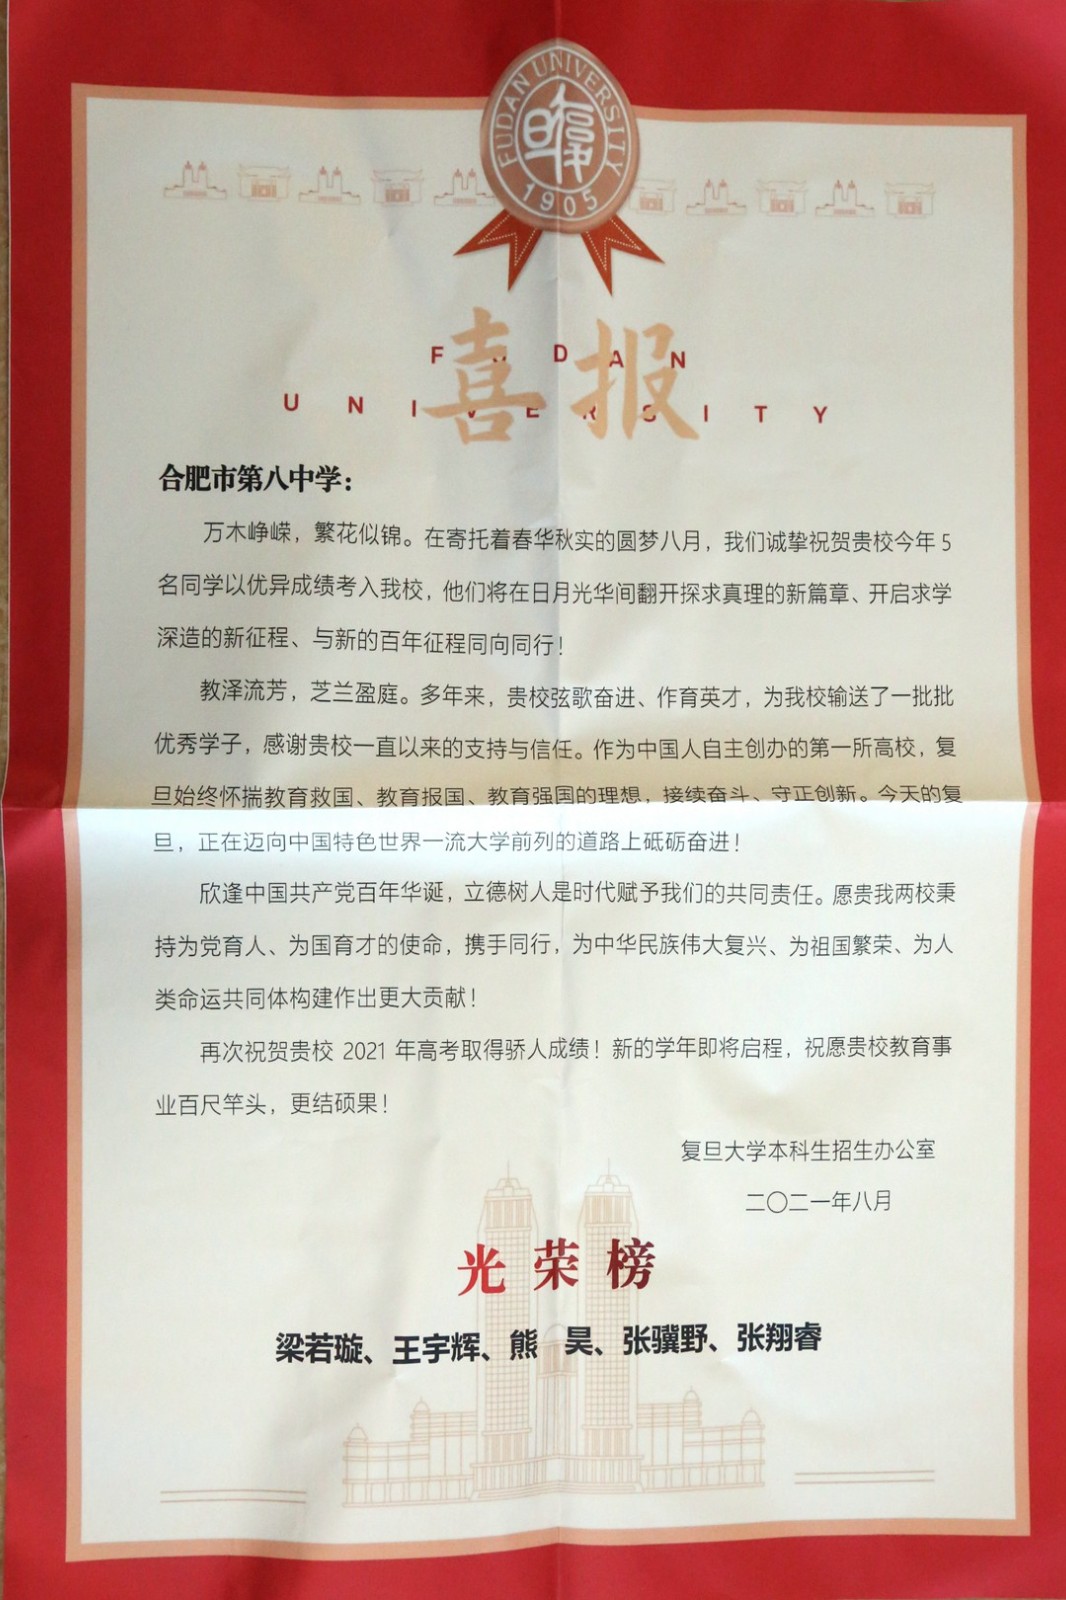 FUDAN UNIVERSITY
1905
喜报
FUDAN
UNIVERSITY
合肥市第八中学：
万木峥嵘，繁花似锦。在寄托着春华秋实的圆梦八月，我们诚挚祝贺贵校今年5
名同学以优异成绩考入我校，他们将在日月光华间翻开探求真理的新篇章、开启求学
深造的新征程、与新的百年征程同向同行！
教泽流芳，芝兰盈庭。多年来，贵校弦歌奋进、作育英才，为我校输送了一批批
优秀学子，感谢贵校一直以来的支持与信任。作为中国人自主创办的第一所高校，复
旦始终怀揣教育救国、教育报国、教育强国的理想，接续奋斗、守正创新。今天的复
旦，正在迈向中国特色世界一流大学前列的道路上砥砺奋进！
欣逢中国共产党百年华诞，立德树人是时代赋予我们的共同责任。愿贵我两校秉
持为党育人、为国育才的使命，携手同行，为中华民族伟大复兴、为祖国繁荣、为人
类命运共同体构建作出更大贡献！
再次祝贺贵校 2021 年高考取得骄人成绩！新的学年即将启程，祝愿贵校教育事
业百尺竿头，更结硕果！
复旦大学本科生招生办公室
二〇二一年八月
光荣榜
梁若璇、王宇辉、熊　昊、张骥野、张翔睿